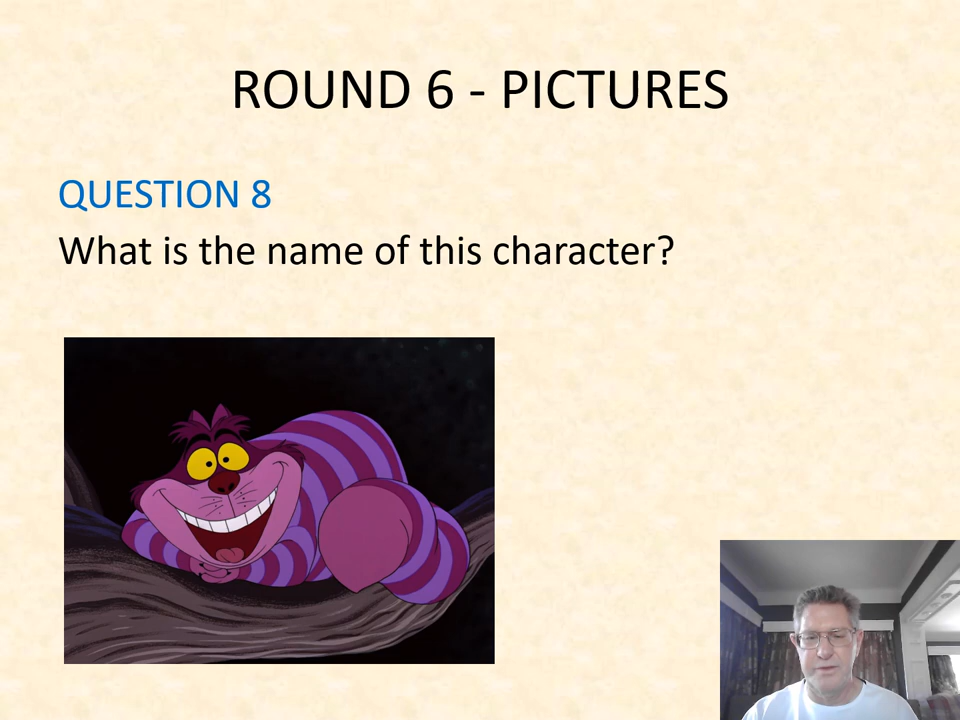 ROUND 6 - PICTURES
QUESTION 8
What is the name of this character?